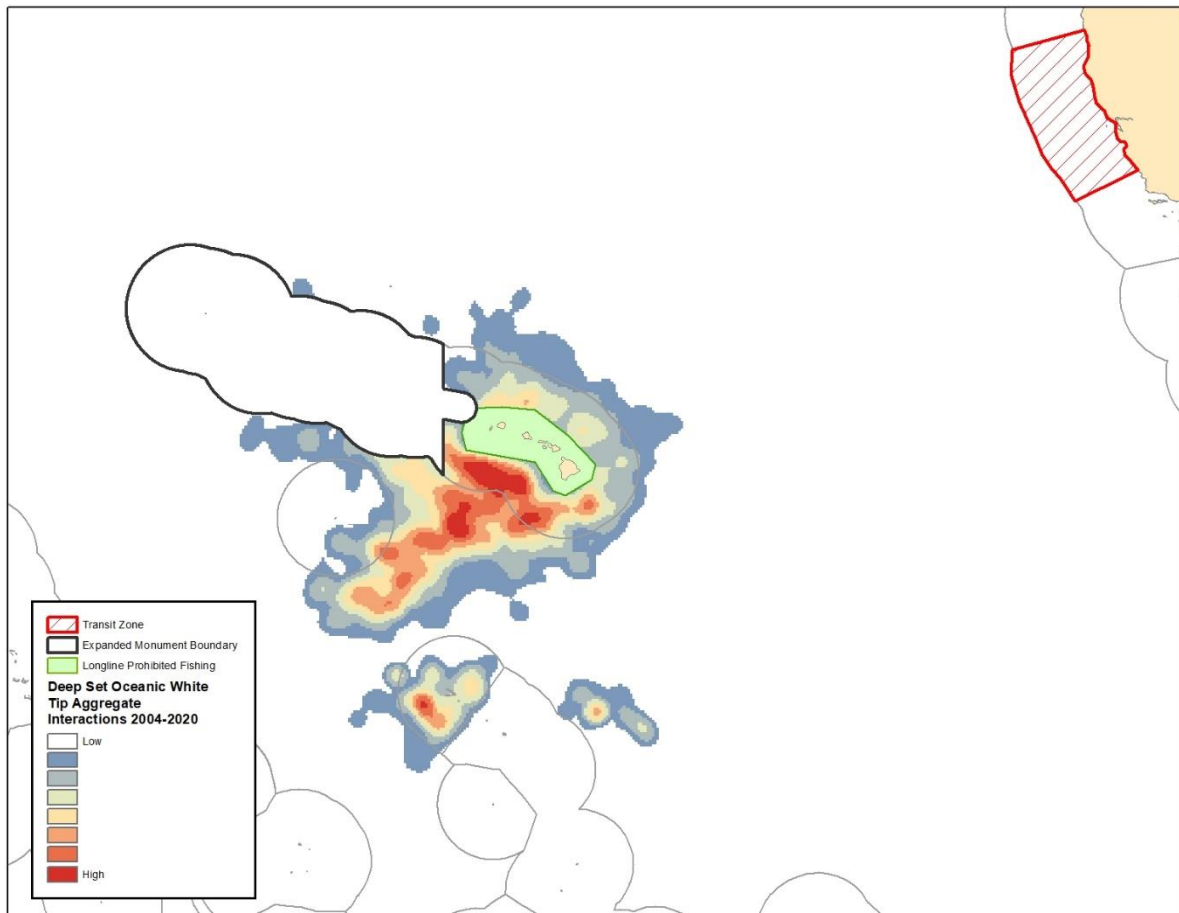 Transit Zone
Expanded Monument Boundary
Longline Prohibited Fishing
Deep Set Oceanic White
Tip Aggregate
Interactions 2004-2020
Low
High